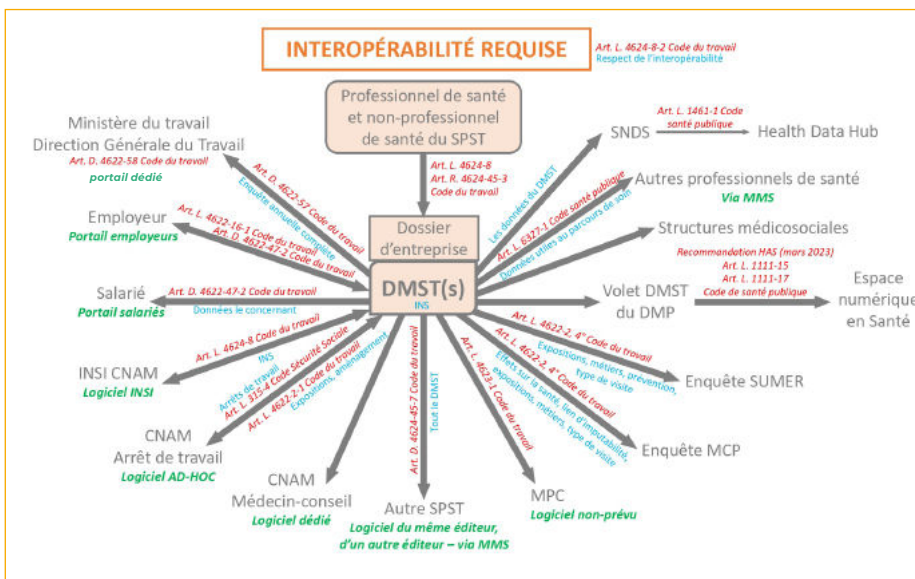 INTEROPÉRABILITÉ REQUISE
Art. L. 4624-8-2 Code du travail
Respect de l'interopérabilité
Professionnel de santé
et non-professionnel
de santé du SPST
Art. L. 4624-8
Art. R. 4624-45-3
Code du travail
Dossier
d'entreprise
DMST(s)
INS
Ministère du travail
Direction Générale du Travail
Art. D. 4622-58 Code du travail
portail dédié
Art. D. 4622-57 Code du travail
Enquête annuelle complète
Employeur
Portail employeurs
Art. L. 4622-16-1 Code du travail
Art. D. 4622-47-2 Code du travail
Salarié
Portail salariés
Art. D. 4622-47-2 Code du travail
Données le concernant
INSI CNAM
Logiciel INSI
Art. L. 4624-8 Code du travail
INS
CNAM
Arrêt de travail
Logiciel AD-HOC
Arrêts de travail
Art. L. 315-4 Code Sécurité Sociale
Art. L. 4622-2-1 Code du travail
Expositions, aménagement
CNAM
Médecin-conseil
Logiciel dédié
Autre SPST
Logiciel du même éditeur,
d'un autre éditeur – via MMS
Art. D. 4624-45-7 Code du travail
Tout le DMST
MPC
Logiciel non-prévu
Art. L. 4623-1 Code du travail
Enquête MCP
Art. L. 4622-2, 4° Code du travail
Effets sur la santé, lien d'imputabilité,
expositions, métiers, type de visite
Enquête SUMER
Art. L. 4622-2, 4° Code du travail
Expositions, métiers, prévention,
type de visite
Volet DMST
du DMP
Recommandation HAS (mars 2023)
Art. L. 1111-15
Art. L. 1111-17
Code de santé publique
Espace
numérique
en Santé
Structures médicosociales
Autres professionnels de santé
Via MMS
Art. L. 6327-1 Code santé publique
Données utiles au parcours de soin
SNDS
Les données du DMST
Art. L. 1461-1 Code
santé publique
Health Data Hub